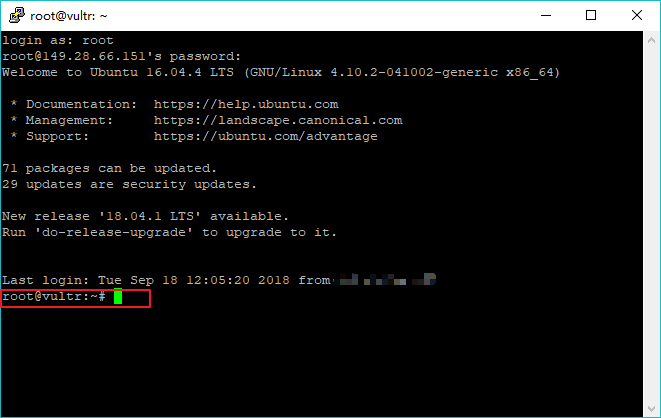 root@vultr: ~
login as: root
root@149.28.66.151's password:
Welcome to Ubuntu 16.04.4 LTS (GNU/Linux 4.10.2-041002-generic x86_64)
* Documentation:  https://help.ubuntu.com
* Management:     https://landscape.canonical.com
* Support:        https://ubuntu.com/advantage
71 packages can be updated.
29 updates are security updates.
New release '18.04.1 LTS' available.
Run 'do-release-upgrade' to upgrade to it.
Last login: Tue Sep 18 12:05:20 2018 from
root@vultr:~#